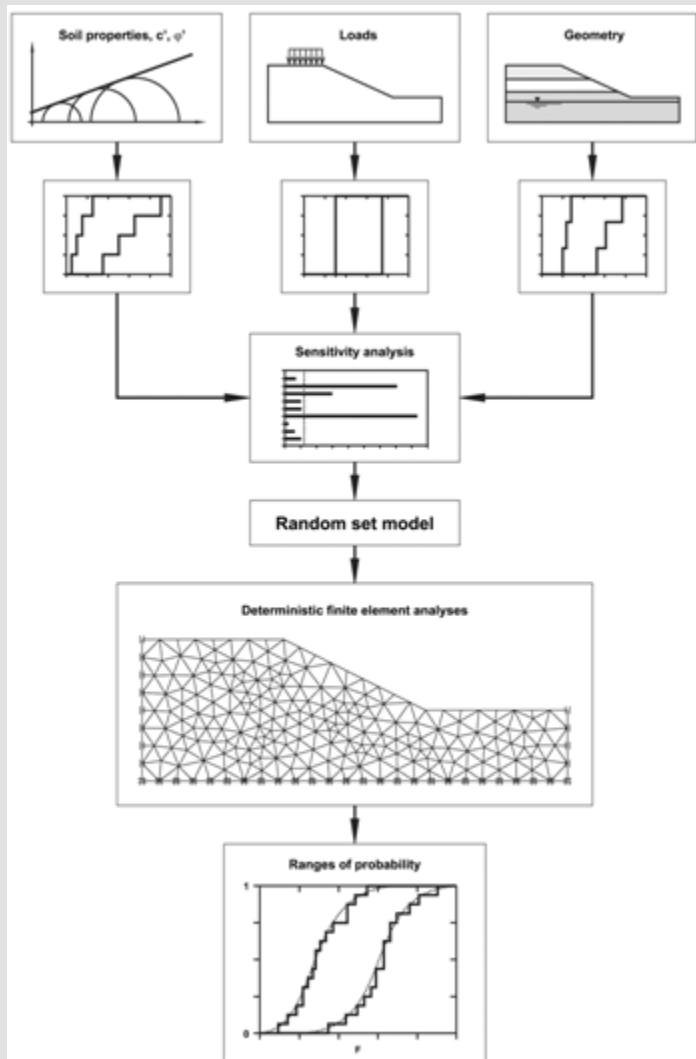 Soil properties, c', φ'
Loads
Geometry
Sensitivity analysis
Random set model
Deterministic finite element analyses
Ranges of probability
1
0
F